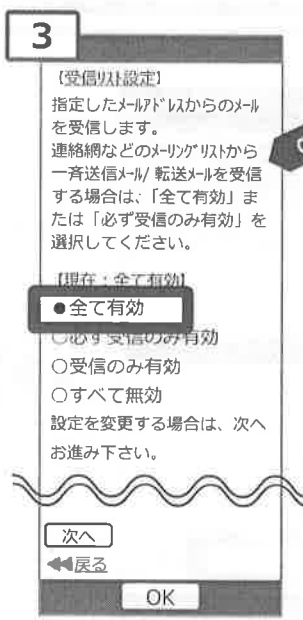 3
【受信ﾘｽﾄ設定】
指定したﾒｰﾙｱﾄﾞﾚｽからのﾒｰﾙ
を受信します。
連絡網などのﾒｰﾘﾝｸﾞﾘｽﾄから
一斉送信ﾒｰﾙ/転送ﾒｰﾙを受信
する場合は、「全て有効」ま
たは「必ず受信のみ有効」を
選択してください。
【現在：全て有効】
●全て有効
○必ず受信のみ有効
○受信のみ有効
○すべて無効
設定を変更する場合は、次へ
お進み下さい。
次へ
◀◀戻る
OK